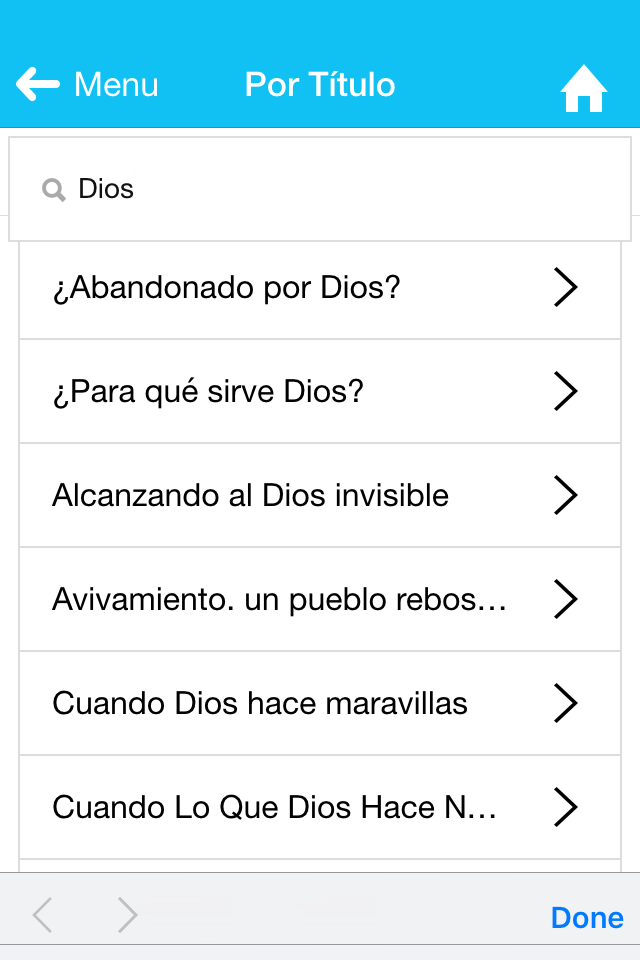 Menu
Por Título
Dios
¿Abandonado por Dios?
¿Para qué sirve Dios?
Alcanzando al Dios invisible
Avivamiento. un pueblo rebos...
Cuando Dios hace maravillas
Cuando Lo Que Dios Hace N...
Done